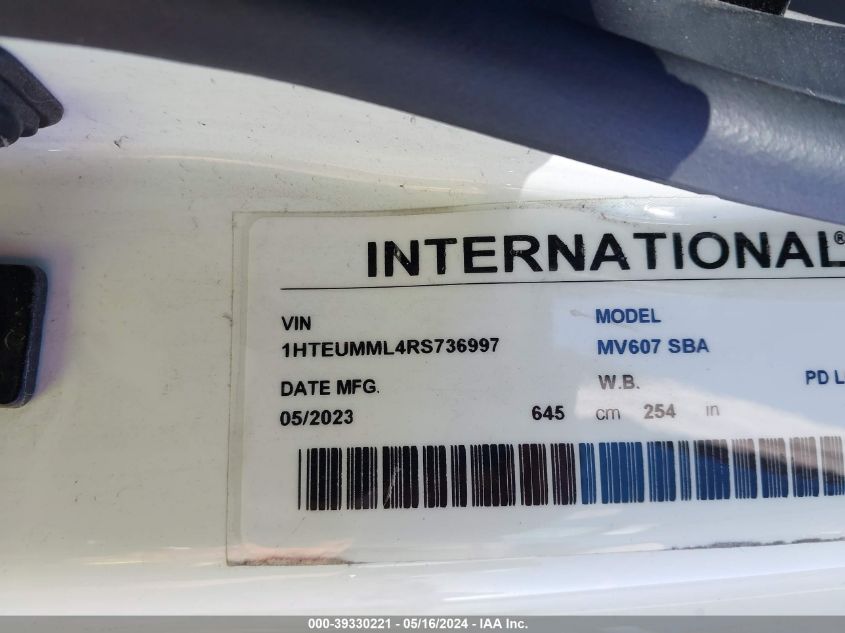 INTERNATIONAL®
VIN MODEL
1HTEUMML4RS736997 MV607 SBA
DATE MFG. W.B. PD L
05/2023 645 cm 254 in
000-39330221 - 05/16/2024 - IAA Inc.